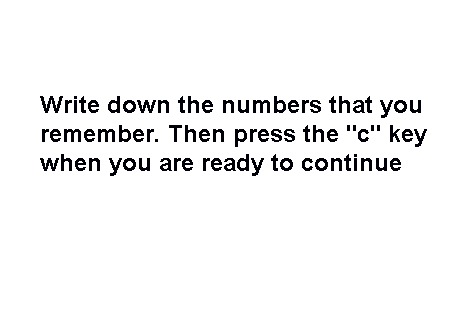 Write down the numbers that you
remember. Then press the "c" key
when you are ready to continue